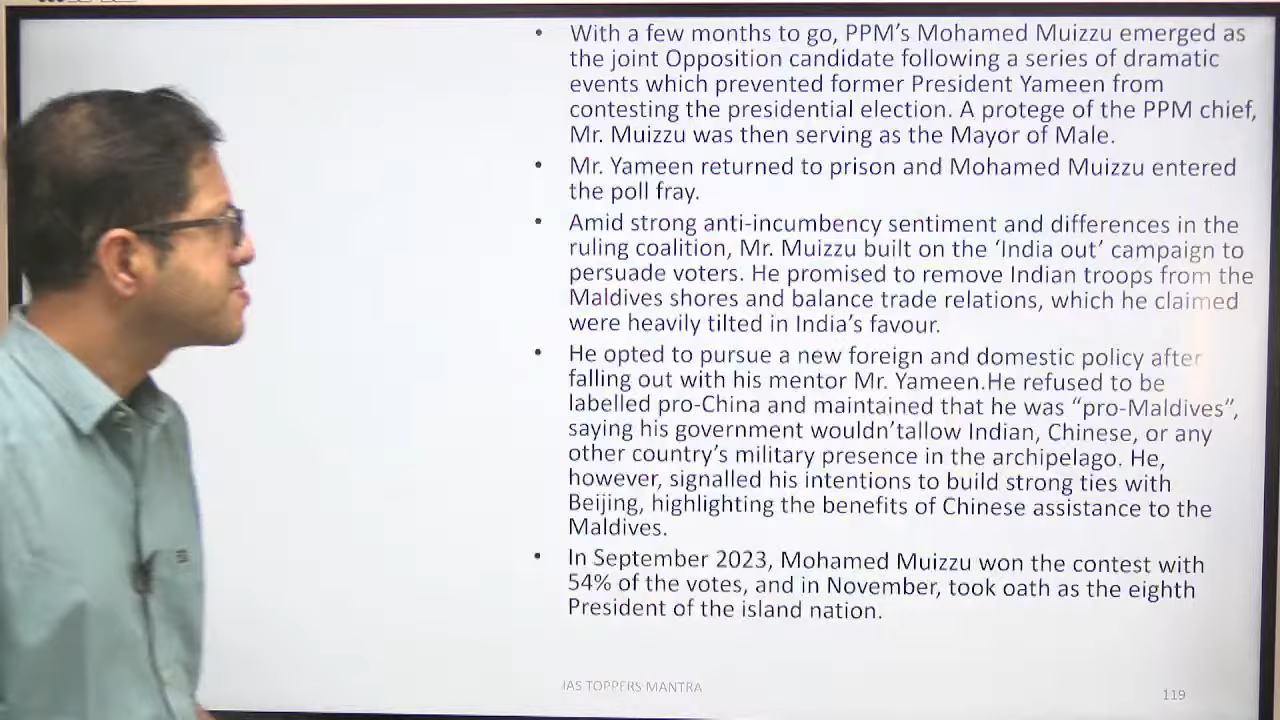 • With a few months to go, PPM's Mohamed Muizzu emerged as
the joint Opposition candidate following a series of dramatic
events which prevented former President Yameen from
contesting the presidential election. A protege of the PPM chief,
Mr. Muizzu was then serving as the Mayor of Male.
• Mr. Yameen returned to prison and Mohamed Muizzu entered
the poll fray.
• Amid strong anti-incumbency sentiment and differences in the
ruling coalition, Mr. Muizzu built on the 'India out' campaign to
persuade voters. He promised to remove Indian troops from the
Maldives shores and balance trade relations, which he claimed
were heavily tilted in India's favour.
• He opted to pursue a new foreign and domestic policy after
falling out with his mentor Mr. Yameen.He refused to be
labelled pro-China and maintained that he was "pro-Maldives",
saying his government wouldn'tallow Indian, Chinese, or any
other country's military presence in the archipelago. He,
however, signalled his intentions to build strong ties with
Beijing, highlighting the benefits of Chinese assistance to the
Maldives.
• In September 2023, Mohamed Muizzu won the contest with
54% of the votes, and in November, took oath as the eighth
President of the island nation.
IAS TOPPERS MANTRA
119